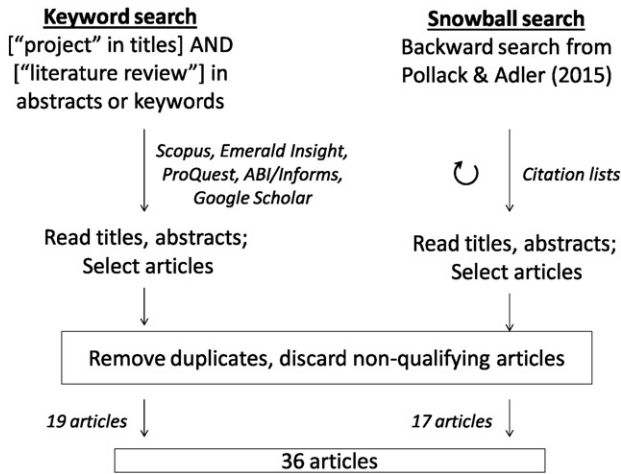 Keyword search
["project" in titles] AND
["literature review"] in
abstracts or keywords
Scopus, Emerald Insight,
ProQuest, ABI/Informs,
Google Scholar
Read titles, abstracts;
Select articles
Snowball search
Backward search from
Pollack & Adler (2015)
Citation lists
Read titles, abstracts;
Select articles
Remove duplicates, discard non-qualifying articles
19 articles
17 articles
36 articles